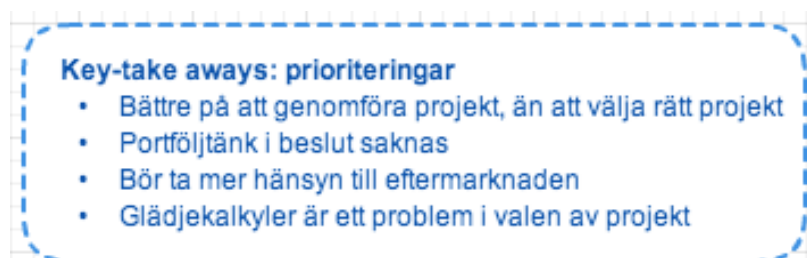 Key-take aways: prioriteringar
• Bättre på att genomföra projekt, än att välja rätt projekt
• Portföljtänk i beslut saknas
• Bör ta mer hänsyn till eftermarknaden
• Glädjekalkyler är ett problem i valen av projekt